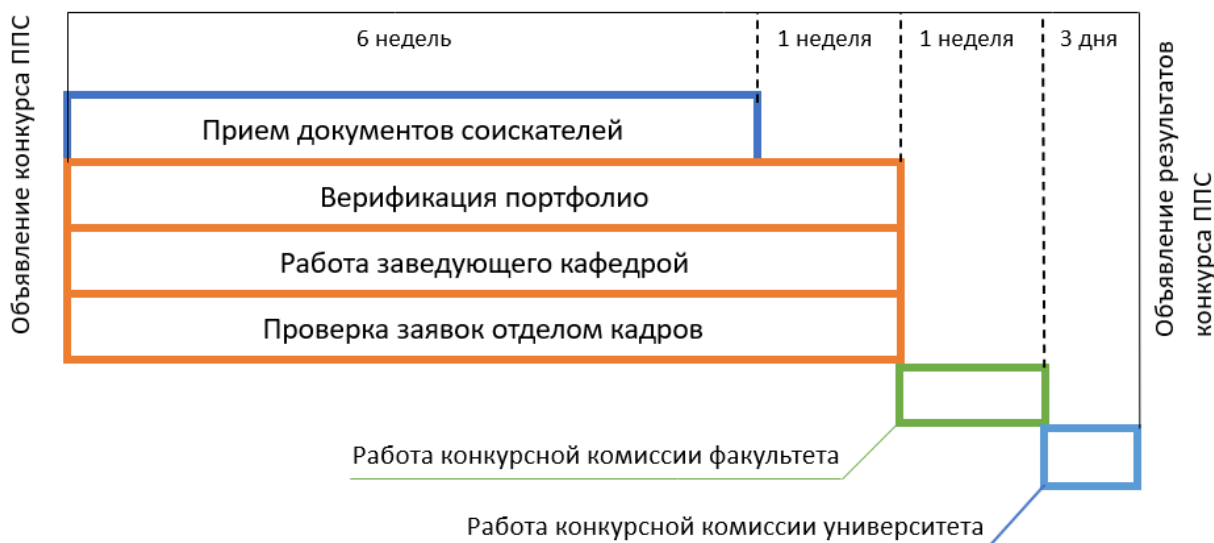 Объявление конкурса ППС
6 недель
1 неделя
1 неделя
3 дня
Объявление результатов
конкурса ППС
Прием документов соискателей
Верификация портфолио
Работа заведующего кафедрой
Проверка заявок отделом кадров
Работа конкурсной комиссии факультета
Работа конкурсной комиссии университета